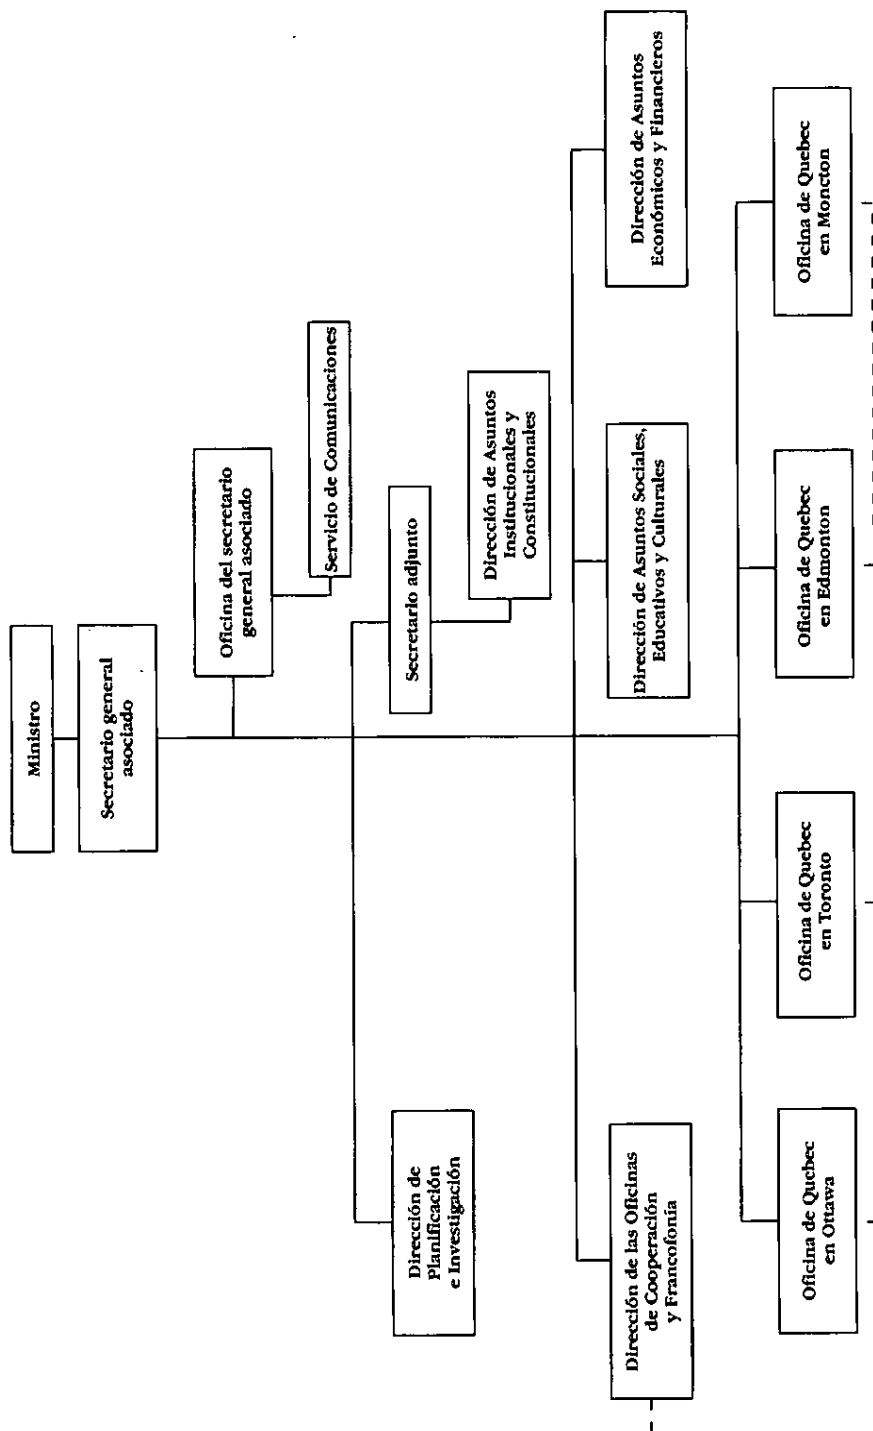 Ministro
Secretario general
asociado
Oficina del secretario
general asociado
Servicio de Comunicaciones
Dirección de
Planificación
e Investigación
Secretario adjunto
Dirección de Asuntos
Institucionales y
Constitucionales
Dirección de las Oficinas
de Cooperación
y Francofonía
Dirección de Asuntos Sociales,
Educativos y Culturales
Dirección de Asuntos
Económicos y Financieros
Oficina de Quebec
en Ottawa
Oficina de Quebec
en Toronto
Oficina de Quebec
en Edmonton
Oficina de Quebec
en Moncton